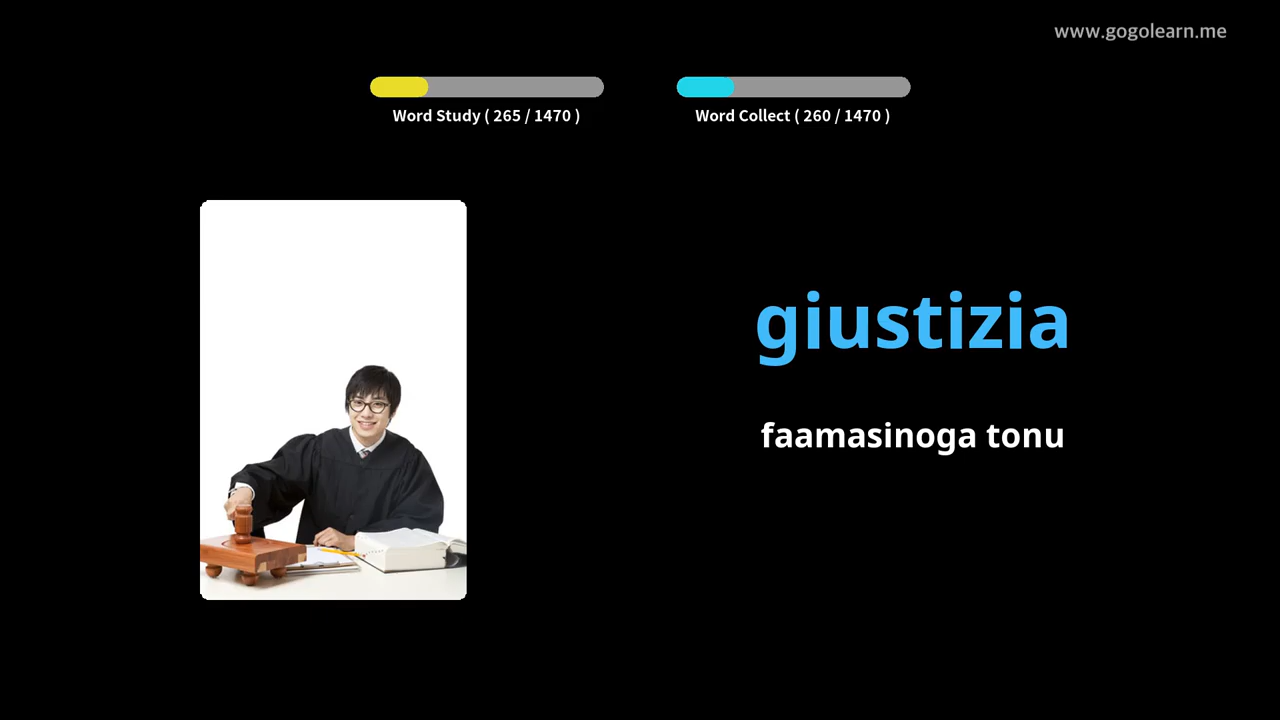 www.gogolearn.me
Word Study ( 265 / 1470 )
Word Collect ( 260 / 1470 )
giustizia
faamasinoga tonu